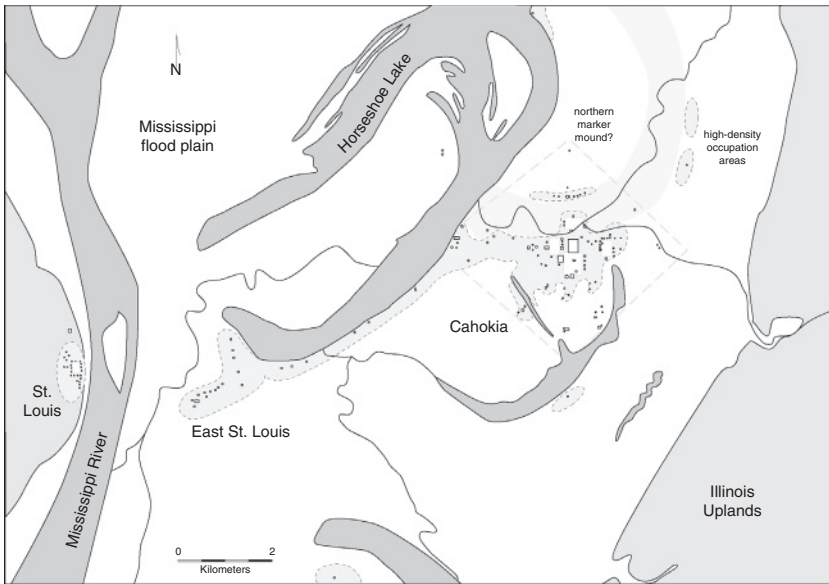 N
Mississippi
flood plain
Horseshoe Lake
northern
marker
mound?
high-density
occupation
areas
Cahokia
St.
Louis
East St. Louis
Mississippi River
Illinois
Uplands
0 2
Kilometers